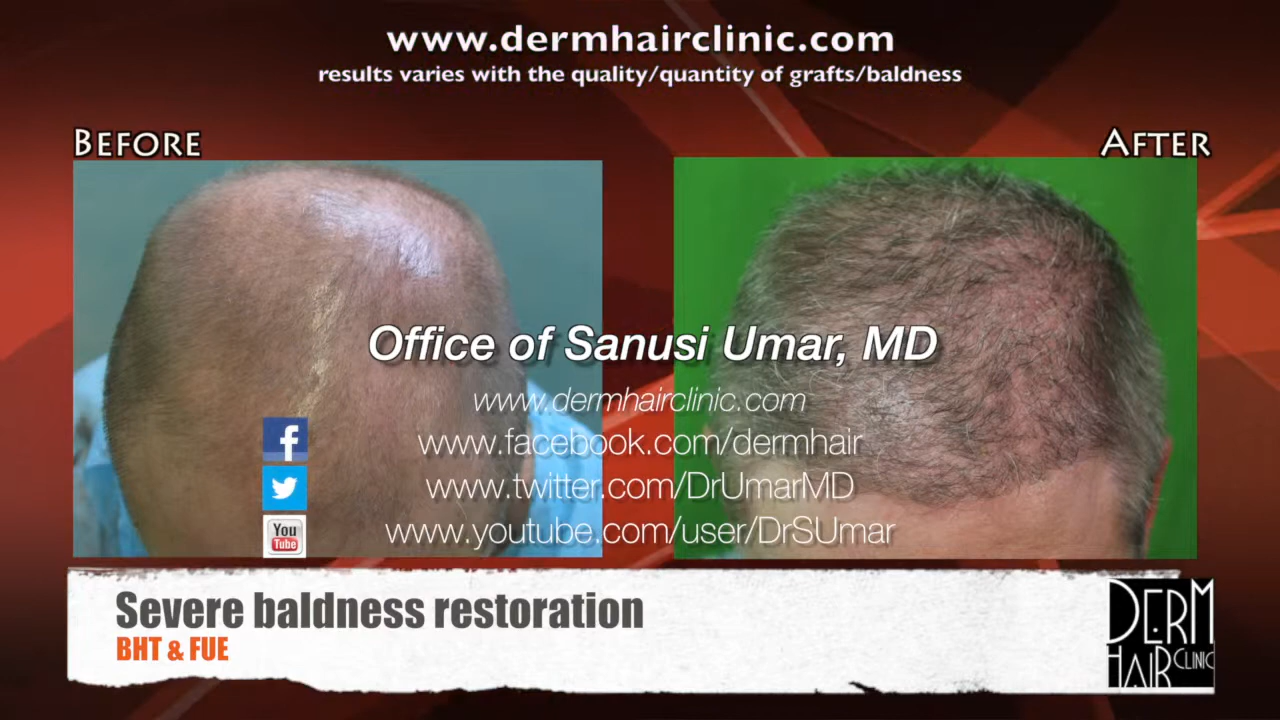 www.dermhairclinic.com
results varies with the quality/quantity of grafts/baldness
BEFORE
AFTER
Office of Sanusi Umar, MD
www.dermhairclinic.com
f
www.facebook.com/dermhair
www.twitter.com/DrUmarMD
You
Tube
www.youtube.com/user/DrSUmar
Severe baldness restoration
BHT & FUE
DERM
HAIR CLINIC